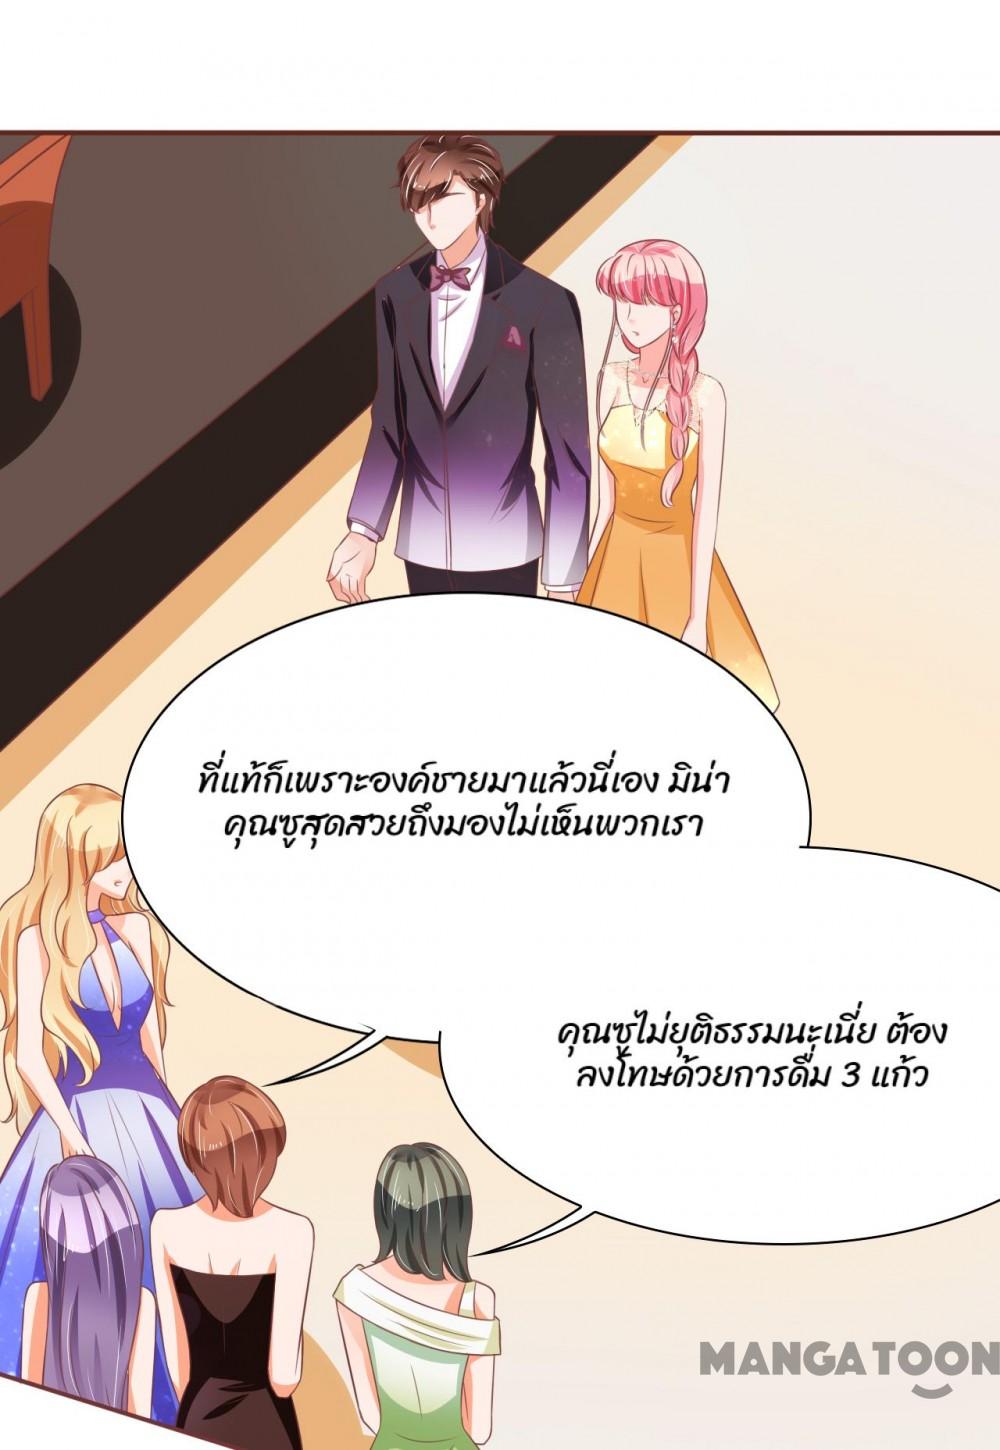 ที่แท้ก็เพราะองค์ชายมาแล้วนี่เอง มิน่า
คุณซูสุดสวยถึงมองไม่เห็นพวกเรา
คุณซูไม่ยุติธรรมนะเนี่ย ต้อง
ลงโทษด้วยการดื่ม 3 แก้ว
MANGATOON